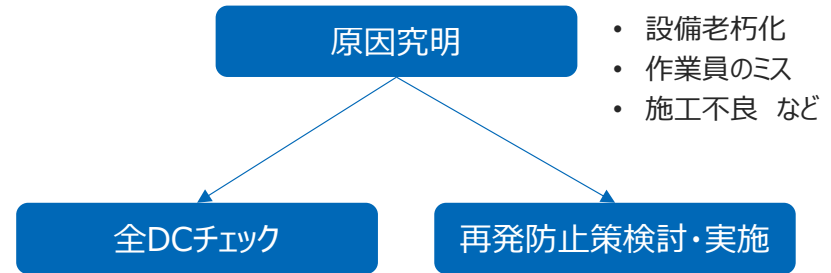 原因究明
• 設備老朽化
• 作業員のミス
• 施工不良 など
全DCチェック
再発防止策検討・実施